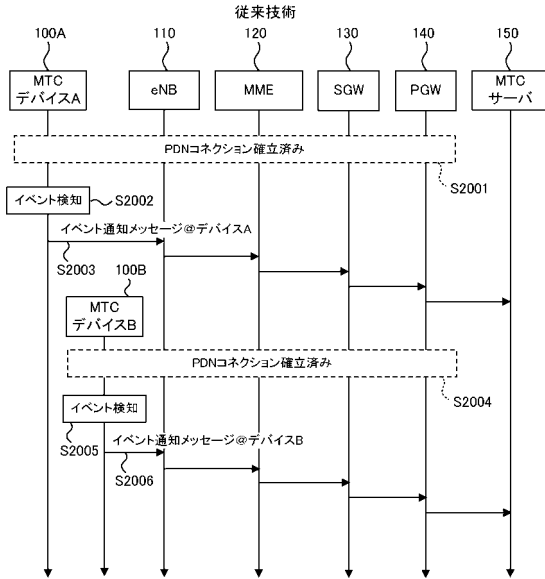 従来技術
100A
110
120
130
140
150
MTC
デバイスA
eNB
MME
SGW
PGW
MTC
サーバ
PDNコネクション確立済み
S2001
イベント検知
S2002
イベント通知メッセージ@デバイスA
S2003
100B
MTC
デバイスB
PDNコネクション確立済み
S2004
イベント検知
S2005
イベント通知メッセージ@デバイスB
S2006